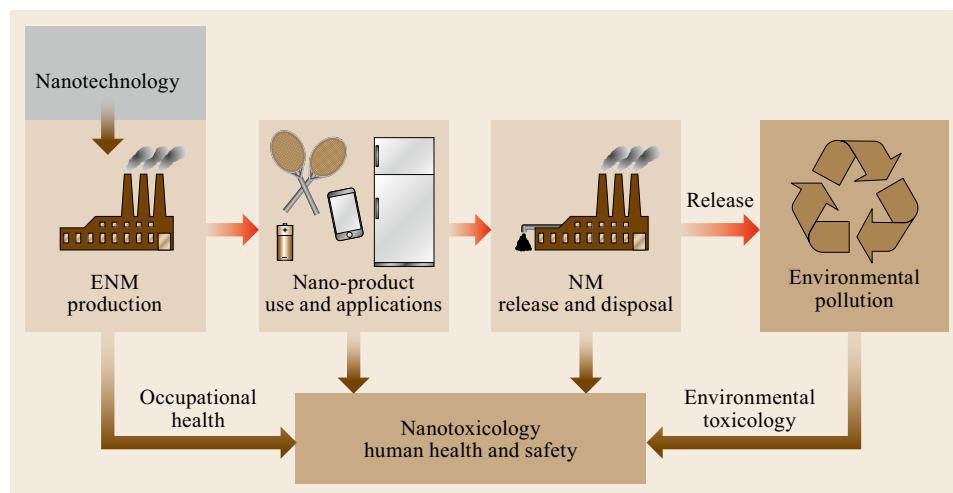 Nanotechnology
ENM
production
Nano-product
use and applications
NM
release and disposal
Release
Environmental
pollution
Occupational
health
Nanotoxicology
human health and safety
Environmental
toxicology